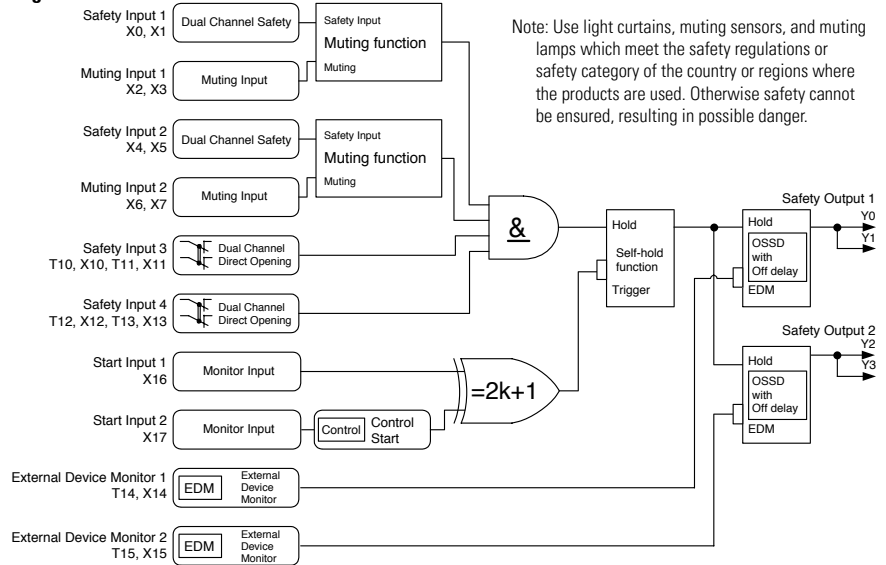 Safety Input 1
X0, X1
Dual Channel Safety
Safety Input
Muting function
Muting
Muting Input 1
X2, X3
Muting Input
Safety Input 2
X4, X5
Dual Channel Safety
Safety Input
Muting function
Muting
Muting Input 2
X6, X7
Muting Input
Safety Input 3
T10, X10, T11, X11
Dual Channel
Direct Opening
Safety Input 4
T12, X12, T13, X13
Dual Channel
Direct Opening
Start Input 1
X16
Monitor Input
Start Input 2
X17
Monitor Input
Control
Control
Start
External Device Monitor 1
T14, X14
EDM
External
Device
Monitor
External Device Monitor 2
T15, X15
EDM
External
Device
Monitor
&
=2k+1
Hold
Self-hold
function
Trigger
Note: Use light curtains, muting sensors, and muting
lamps which meet the safety regulations or
safety category of the country or regions where
the products are used. Otherwise safety cannot
be ensured, resulting in possible danger.
Safety Output 1
Y0
Y1
Hold
OSSD
with
Off delay
EDM
Safety Output 2
Y2
Y3
Hold
OSSD
with
Off delay
EDM